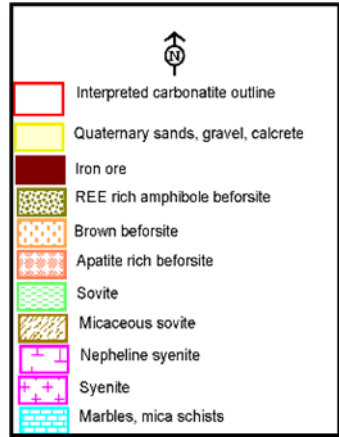 N
Interpreted carbonatite outline
Quaternary sands, gravel, calcrete
Iron ore
REE rich amphibole beforsite
Brown beforsite
Apatite rich beforsite
Sovite
Micaceous sovite
Nepheline syenite
Syenite
Marbles, mica schists